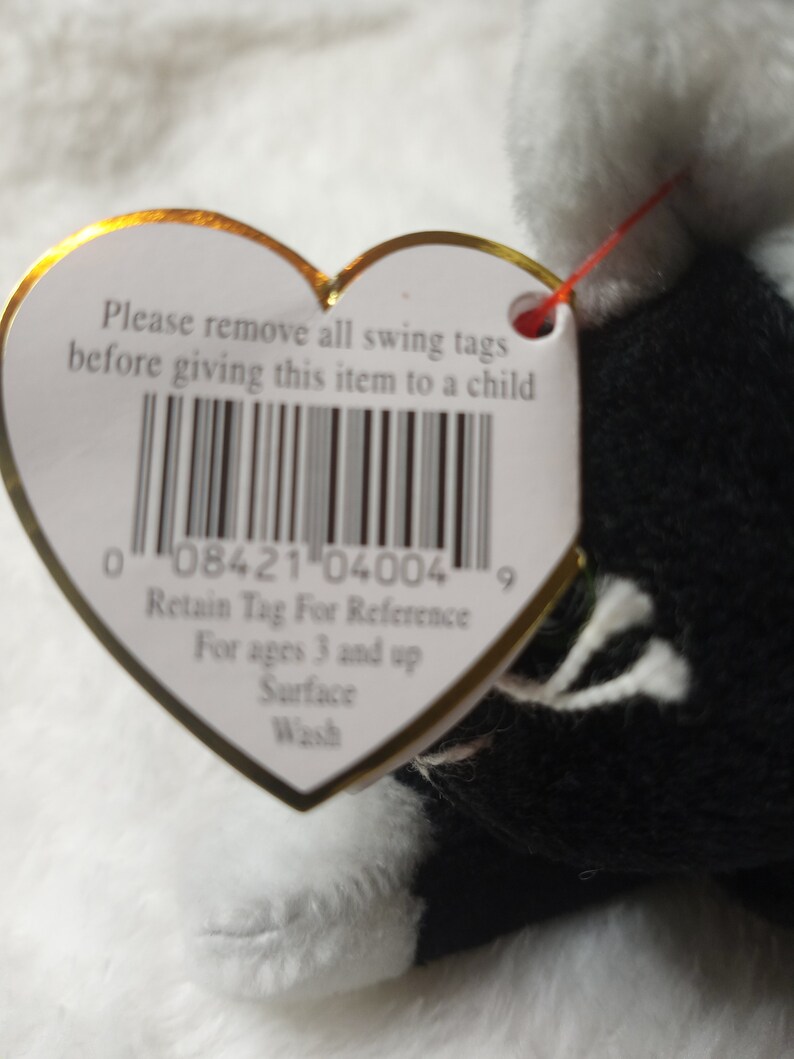 Please remove all swing tags
before giving this item to a child
0 08421 04004 9
Retain Tag For Reference
For ages 3 and up
Surface
Wash